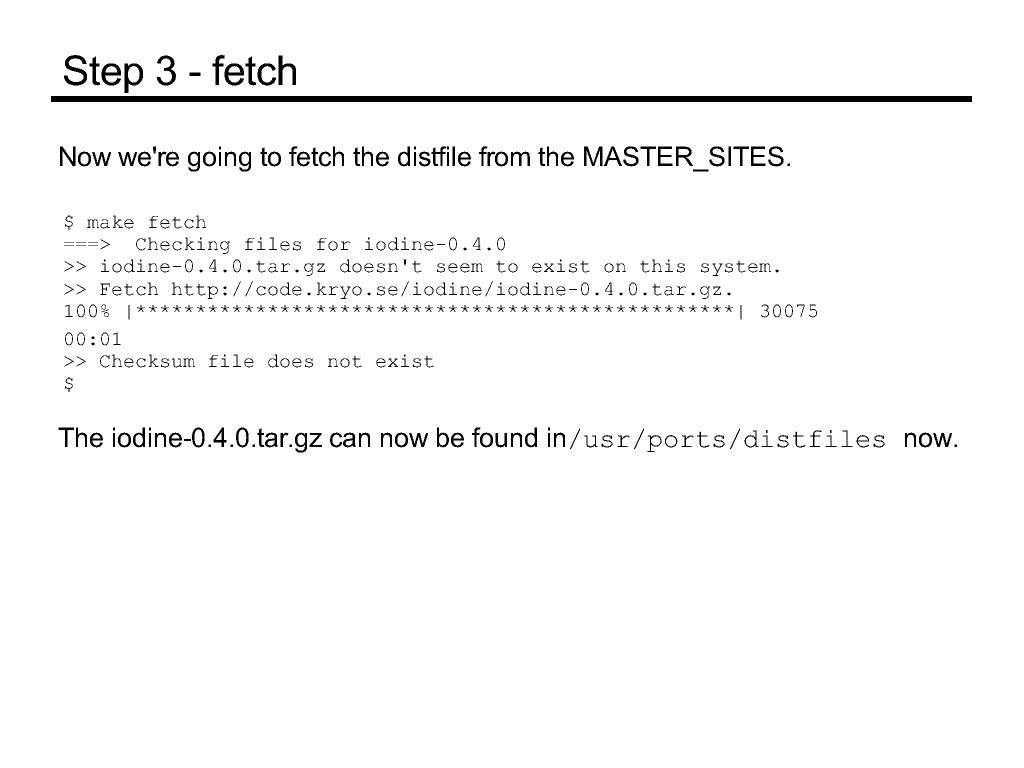 Step 3 - fetch
Now we're going to fetch the distfile from the MASTER_SITES.
$ make fetch
===>  Checking files for iodine-0.4.0
>> iodine-0.4.0.tar.gz doesn't seem to exist on this system.
>> Fetch http://code.kryo.se/iodine/iodine-0.4.0.tar.gz.
100% |**************************************************| 30075
00:01
>> Checksum file does not exist
$
The iodine-0.4.0.tar.gz can now be found in/usr/ports/distfiles now.